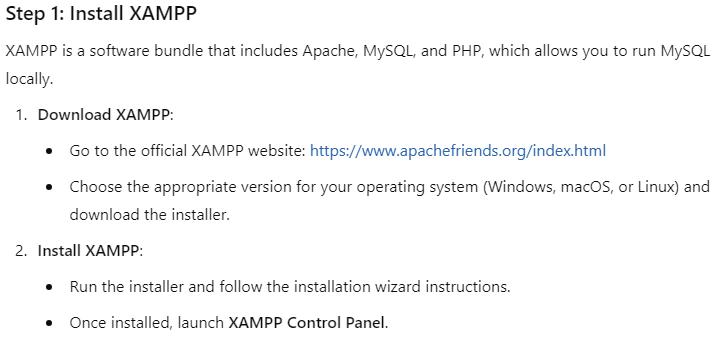 Step 1: Install XAMPP
XAMPP is a software bundle that includes Apache, MySQL, and PHP, which allows you to run MySQL
locally.
1. Download XAMPP:
• Go to the official XAMPP website: https://www.apachefriends.org/index.html
• Choose the appropriate version for your operating system (Windows, macOS, or Linux) and
download the installer.
2. Install XAMPP:
• Run the installer and follow the installation wizard instructions.
• Once installed, launch XAMPP Control Panel.